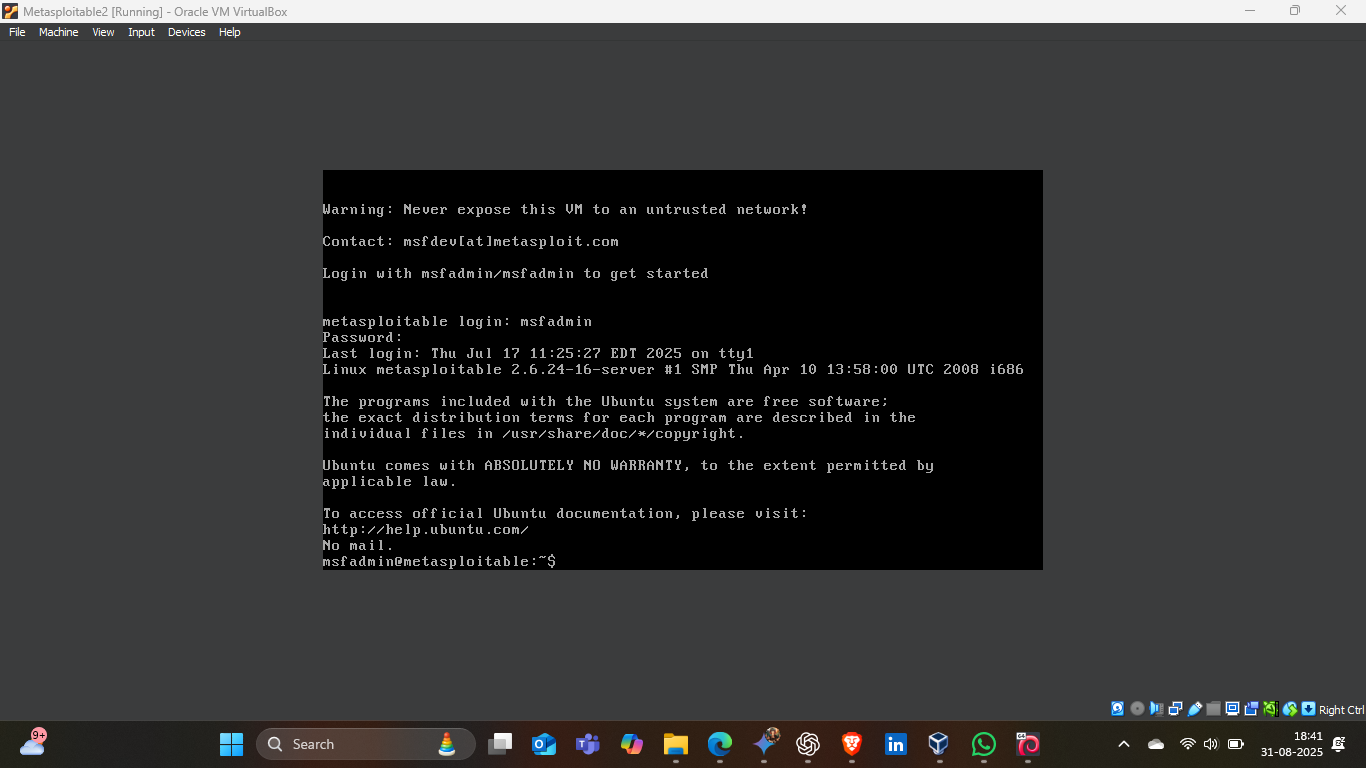 Metasploitable2 [Running] - Oracle VM VirtualBox
File Machine View Input Devices Help
Warning: Never expose this VM to an untrusted network!
Contact: msfdev[at]metasploit.com
Login with msfadmin/msfadmin to get started
metasploitable login: msfadmin
Password:
Last login: Thu Jul 17 11:25:27 EDT 2025 on tty1
Linux metasploitable 2.6.24-16-server #1 SMP Thu Apr 10 13:58:00 UTC 2008 i686
The programs included with the Ubuntu system are free software;
the exact distribution terms for each program are described in the
individual files in /usr/share/doc/*/copyright.
Ubuntu comes with ABSOLUTELY NO WARRANTY, to the extent permitted by
applicable law.
To access official Ubuntu documentation, please visit:
http://help.ubuntu.com/
No mail.
msfadmin@metasploitable:~$
Right Ctrl
9+
Search
in
18:41
31-08-2025